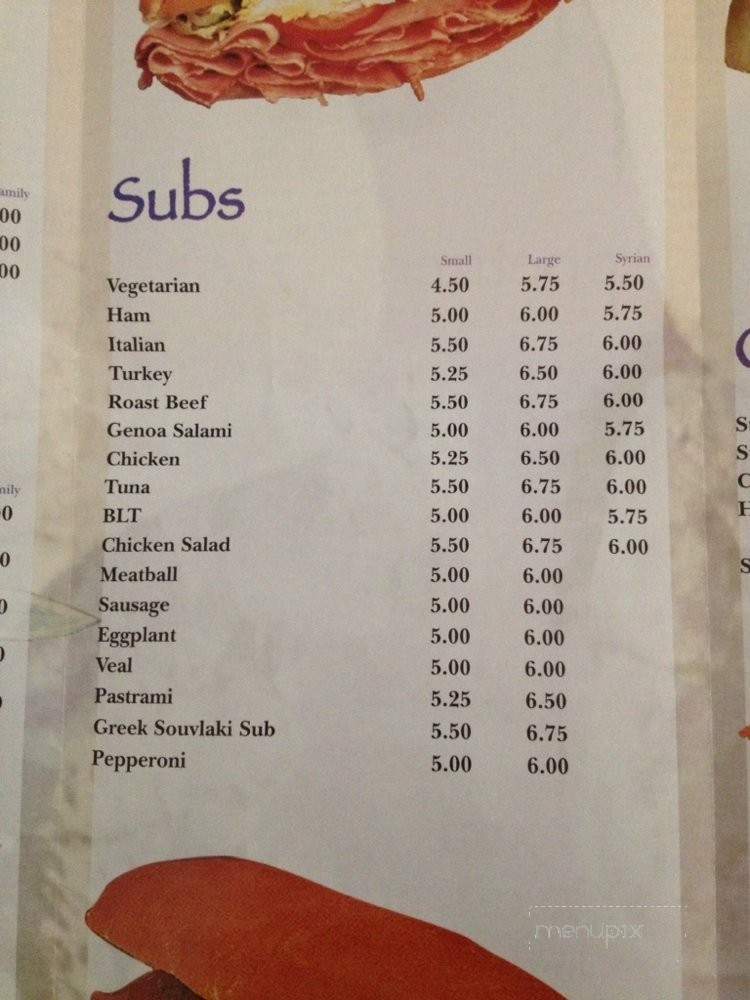 Subs
Small Large Syrian
Vegetarian 4.50 5.75 5.50
Ham 5.00 6.00 5.75
Italian 5.50 6.75 6.00
Turkey 5.25 6.50 6.00
Roast Beef 5.50 6.75 6.00
Genoa Salami 5.00 6.00 5.75
Chicken 5.25 6.50 6.00
Tuna 5.50 6.75 6.00
BLT 5.00 6.00 5.75
Chicken Salad 5.50 6.75 6.00
Meatball 5.00 6.00
Sausage 5.00 6.00
Eggplant 5.00 6.00
Veal 5.00 6.00
Pastrami 5.25 6.50
Greek Souvlaki Sub 5.50 6.75
Pepperoni 5.00 6.00
menupix